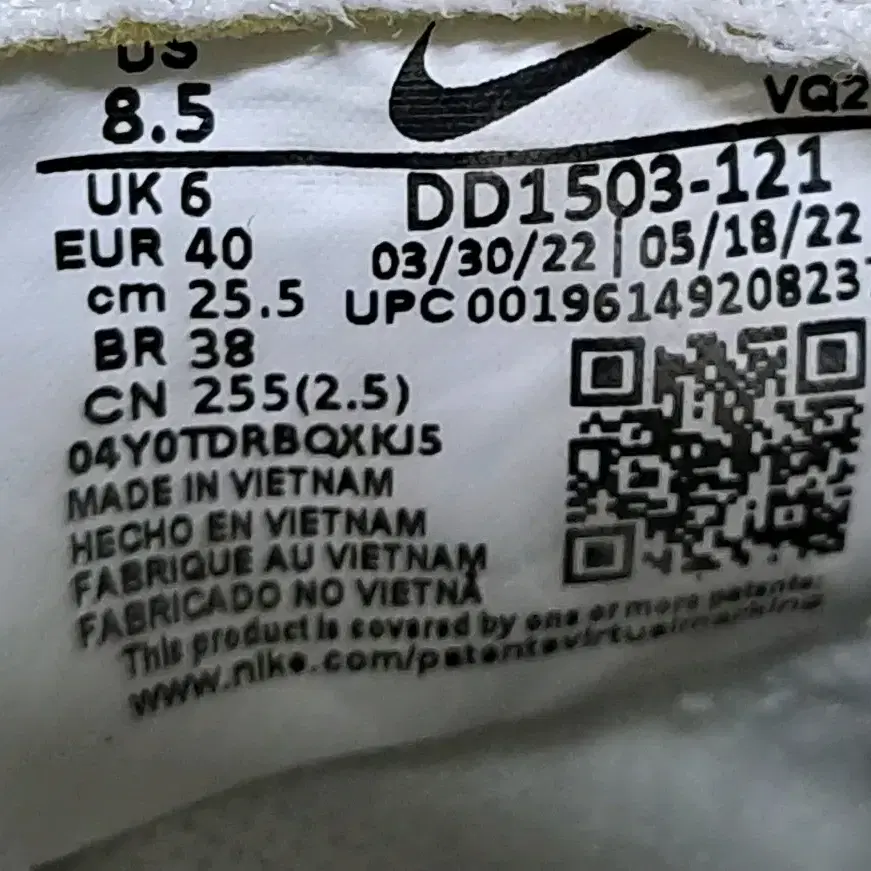 US
8.5
VQ2
UK 6
DD1503-121
EUR 40
03/30/22 | 05/18/22
cm 25.5
UPC 0019614920823
BR 38
CN 255(2.5)
04Y0TDRBQXKJ5
MADE IN VIETNAM
HECHO EN VIETNAM
FABRIQUE AU VIETNAM
FABRICADO NO VIETNÃ
This product is covered by one or more patents:
www.nike.com/patentsvirtualmarking